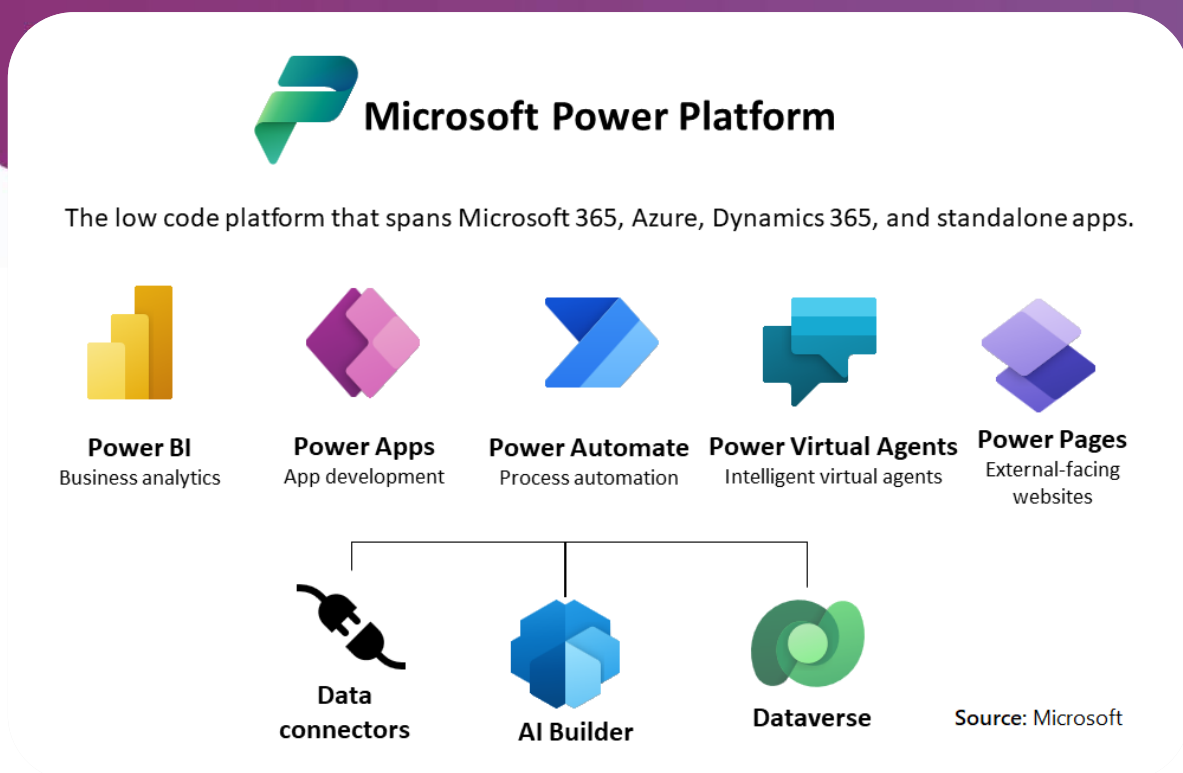 Microsoft Power Platform
The low code platform that spans Microsoft 365, Azure, Dynamics 365, and standalone apps.
Power BI
Business analytics
Power Apps
App development
Power Automate
Process automation
Power Virtual Agents
Intelligent virtual agents
Power Pages
External-facing
websites
Data
connectors
AI Builder
Dataverse
Source: Microsoft